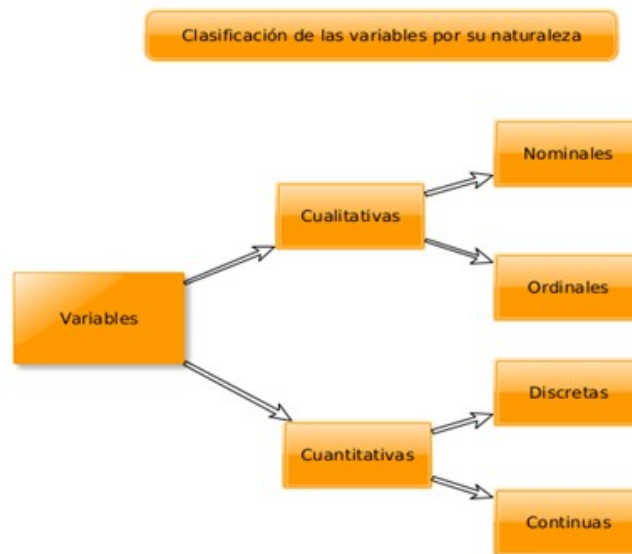 Clasificación de las variables por su naturaleza
Nominales
Cualitativas
Ordinales
Variables
Discretas
Cuantitativas
Continuas